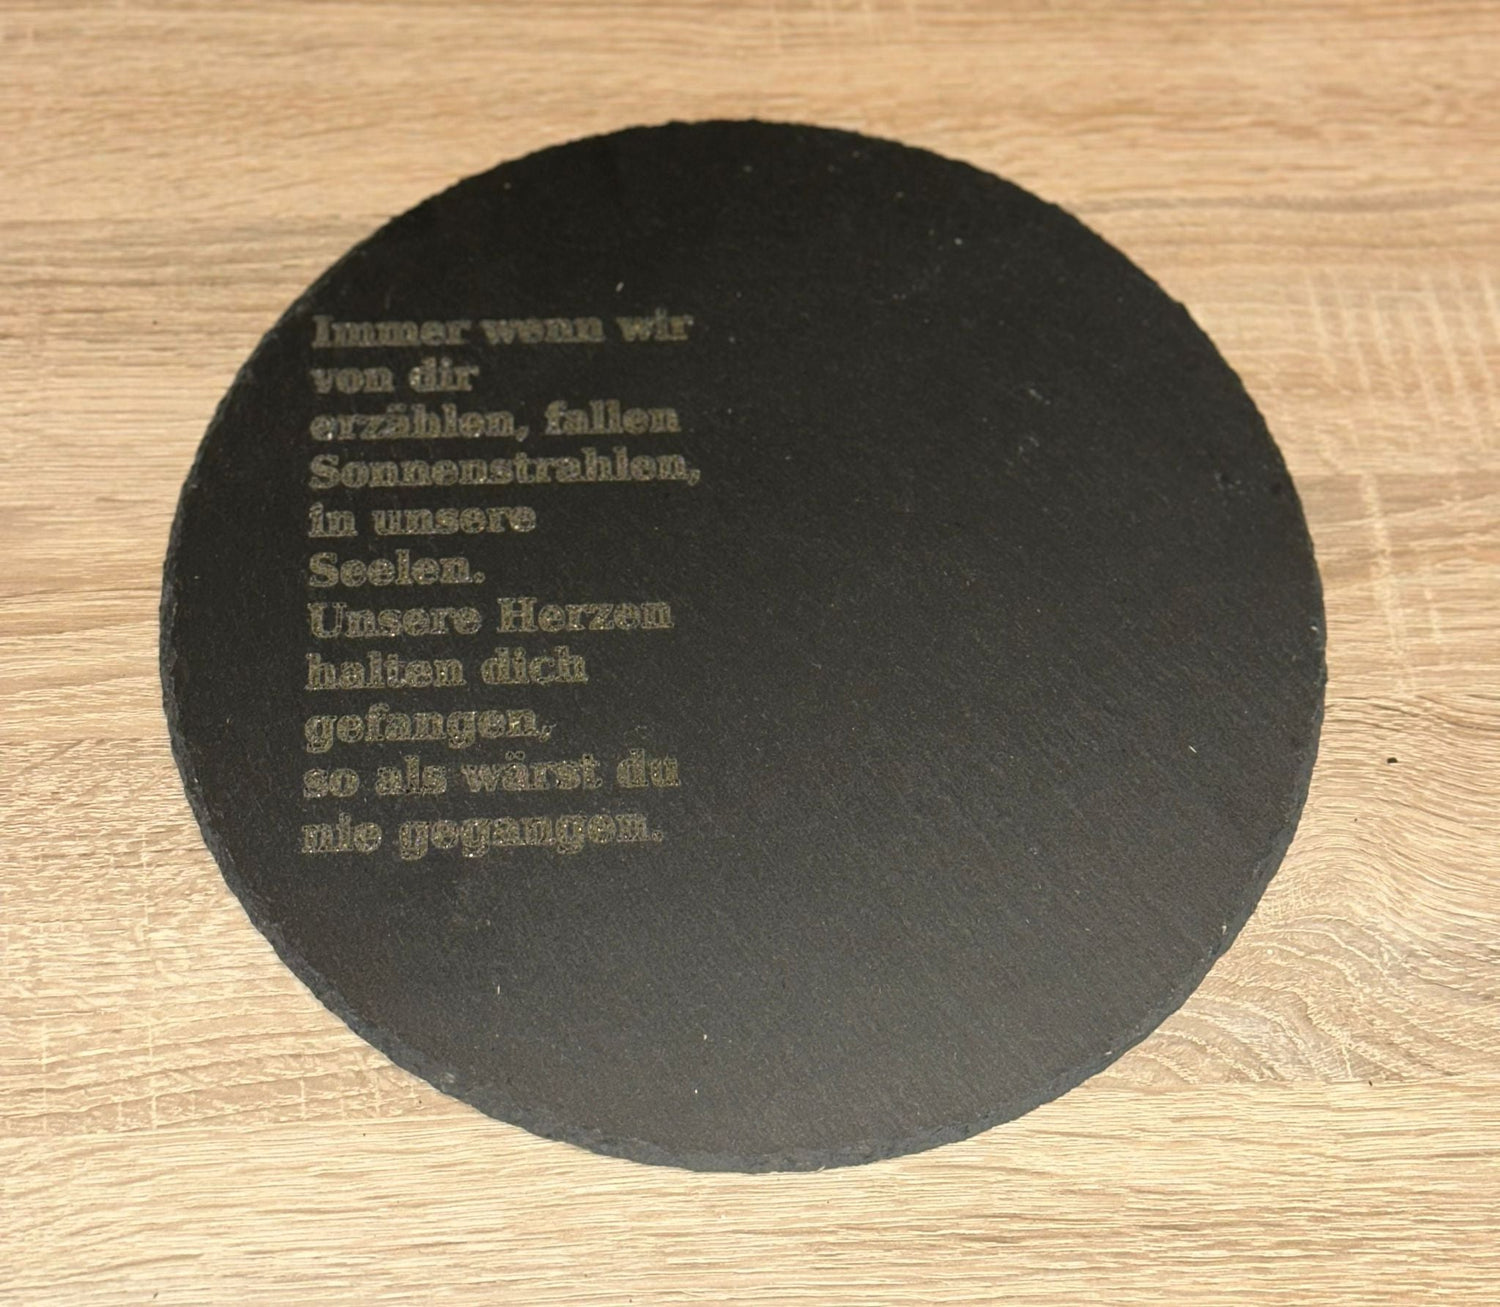 Immer wenn wir
von dir
erzählen, fallen
Sonnenstrahlen,
in unsere
Seelen.
Unsere Herzen
halten dich
gefangen,
so als wärst du
nie gegangen.